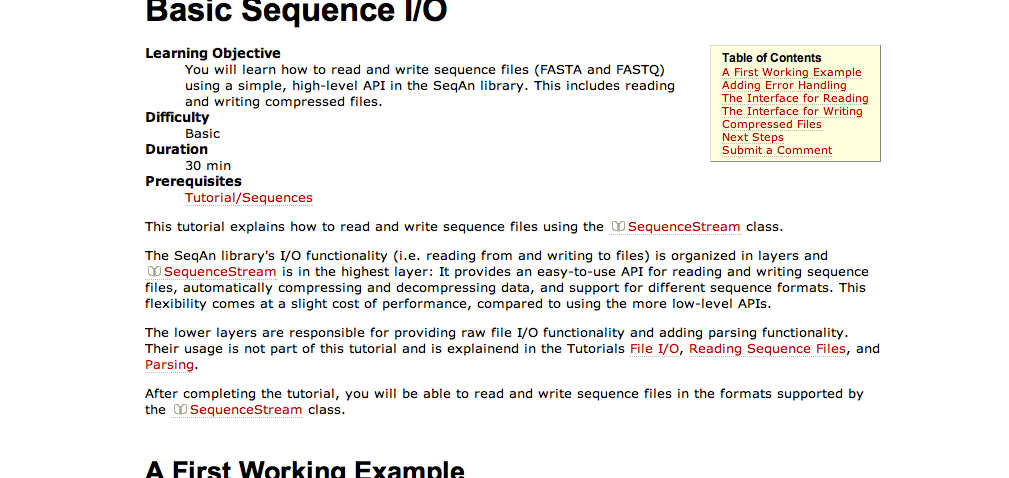 Basic Sequence I/O
Learning Objective
You will learn how to read and write sequence files (FASTA and FASTQ)
using a simple, high-level API in the SeqAn library. This includes reading
and writing compressed files.
Difficulty
Basic
Duration
30 min
Prerequisites
Tutorial/Sequences
Table of Contents
A First Working Example
Adding Error Handling
The Interface for Reading
The Interface for Writing
Compressed Files
Next Steps
Submit a Comment
This tutorial explains how to read and write sequence files using the SequenceStream class.
The SeqAn library's I/O functionality (i.e. reading from and writing to files) is organized in layers and
SequenceStream is in the highest layer: It provides an easy-to-use API for reading and writing sequence
files, automatically compressing and decompressing data, and support for different sequence formats. This
flexibility comes at a slight cost of performance, compared to using the more low-level APIs.
The lower layers are responsible for providing raw file I/O functionality and adding parsing functionality.
Their usage is not part of this tutorial and is explainend in the Tutorials File I/O, Reading Sequence Files, and
Parsing.
After completing the tutorial, you will be able to read and write sequence files in the formats supported by
the SequenceStream class.
A First Working Example